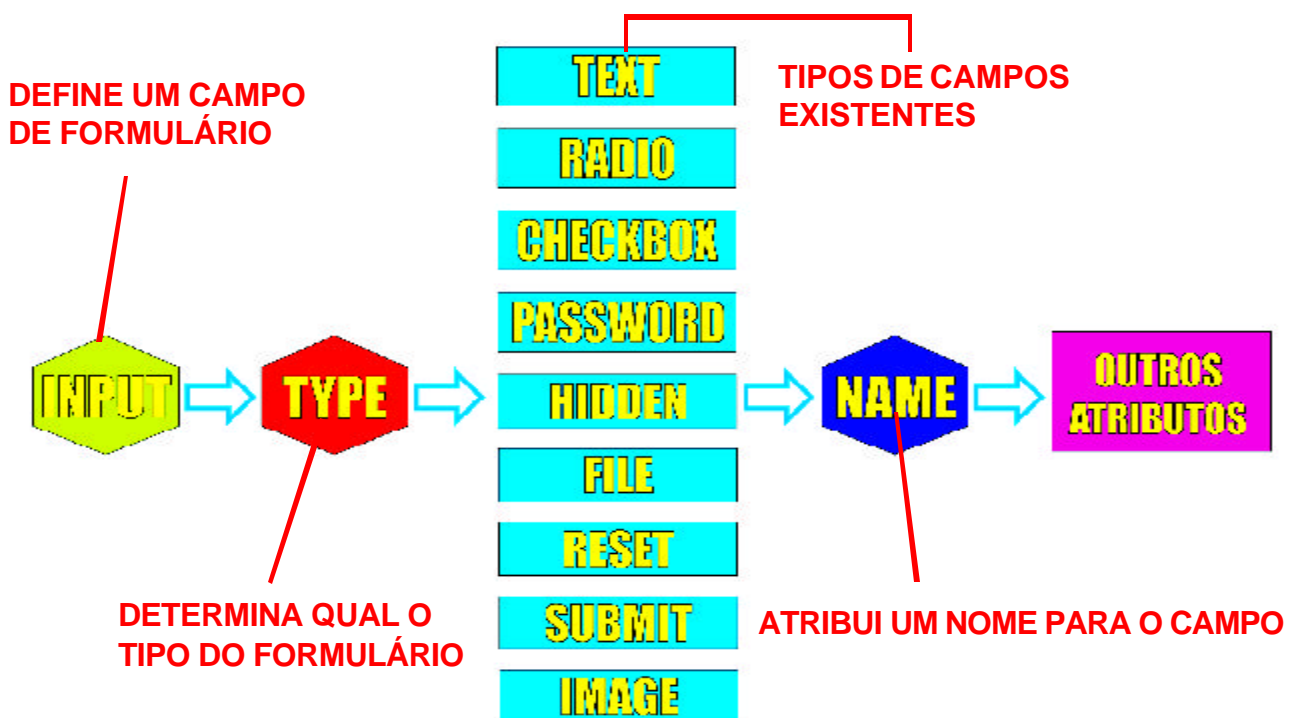 DEFINE UM CAMPO
DE FORMULÁRIO
TEXT
TIPOS DE CAMPOS
EXISTENTES
RADIO
CHECKBOX
PASSWORD
INPUT
TYPE
HIDDEN
NAME
OUTROS
ATRIBUTOS
FILE
RESET
DETERMINA QUAL O
TIPO DO FORMULÁRIO
SUBMIT
ATRIBUI UM NOME PARA O CAMPO
IMAGE